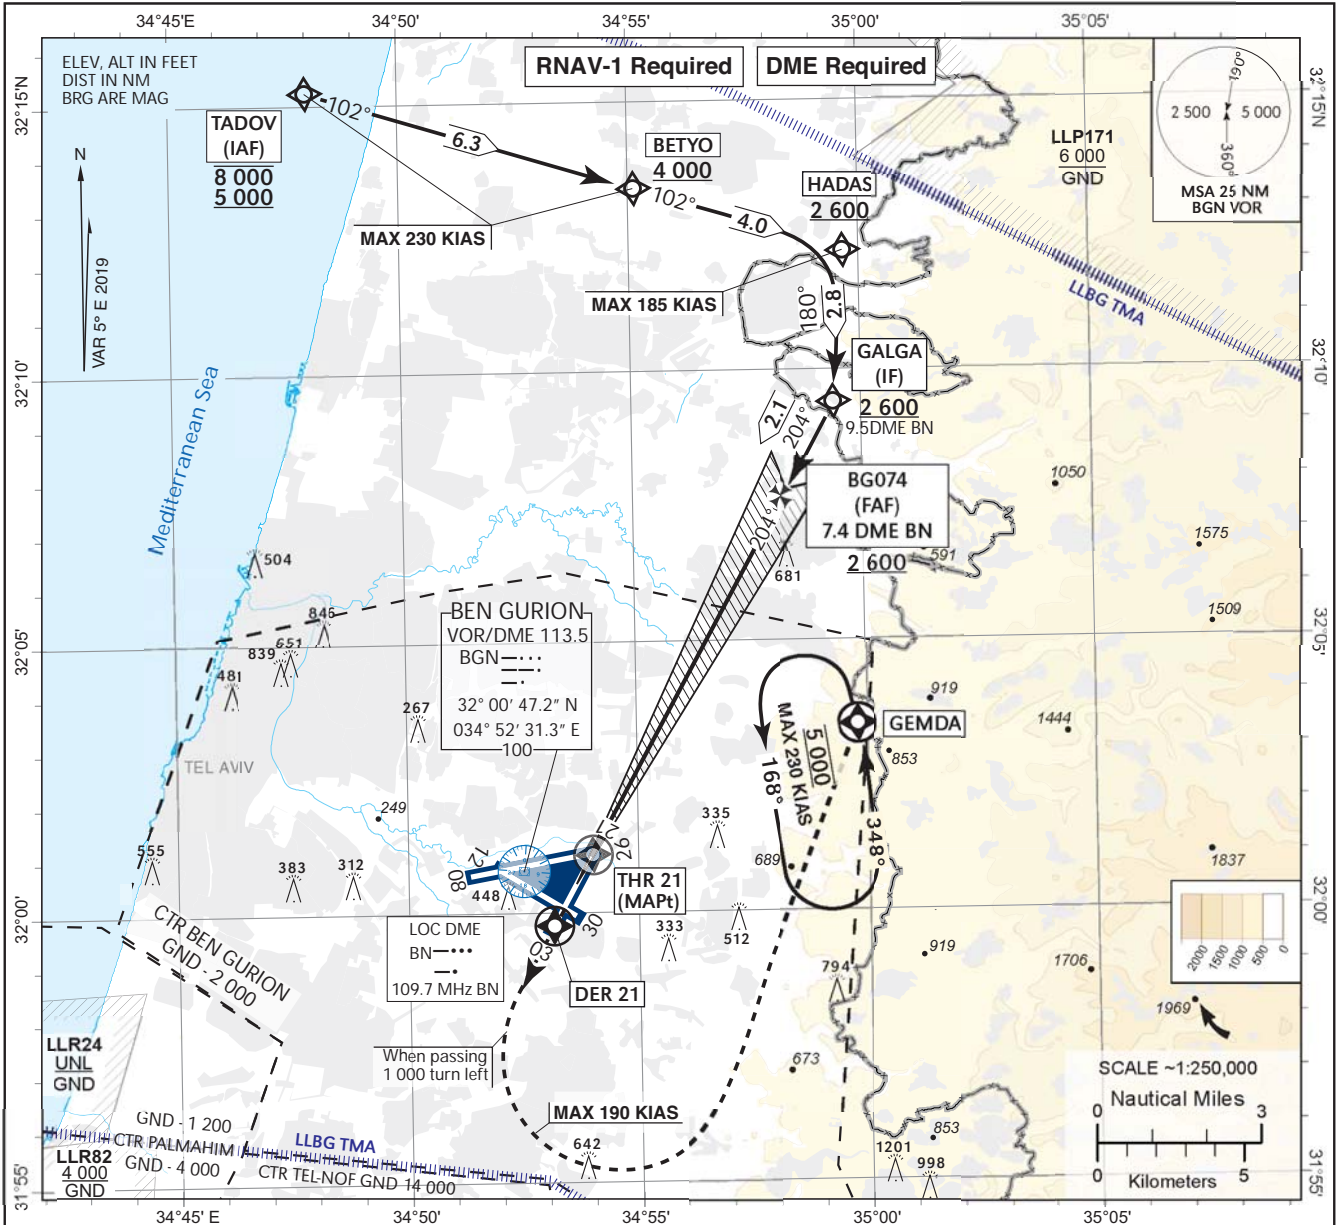 34°45'E
34°50'
34°55'
35°00'
35°05'
ELEV, ALT IN FEET
DIST IN NM
BRG ARE MAG
RNAV-1 Required
DME Required
32°15'N
32°15'N
TADOV
(IAF)
8 000
5 000
102°
6.3
BETYO
4 000
102°
4.0
HADAS
2 600
LLP171
6 000
GND
190°
2 500
5 000
360°
MSA 25 NM
BGN VOR
N
VAR 5° E 2019
MAX 230 KIAS
MAX 185 KIAS
180°
2.8
LLBG TMA
32°10'
32°10'
GALGA
(IF)
2 600
9.5DME BN
2.1
204°
Mediterranean Sea
BG074
(FAF)
7.4 DME BN
2 600
204°
681
591
1050
1575
1509
504
846
651
839
481
267
BEN GURION
VOR/DME 113.5
BGN
32° 00' 47.2" N
034° 52' 31.3" E
100
32°05'
32°05'
TEL AVIV
GEMDA
5 000
MAX 230 KIAS
168°
348°
919
853
1444
249
335
689
1837
555
383
312
72
80
448
21
26
THR 21
(MAPt)
30
03
333
512
32°00'
32°00'
2000
1500
1000
500
0
CTR BEN GURION
GND - 2 000
LOC DME
BN
109.7 MHz BN
DER 21
794
919
1706
1969
LLR24
UNL
GND
When passing
1 000 turn left
673
SCALE ~1:250,000
Nautical Miles
0
3
0
5
Kilometers
MAX 190 KIAS
642
GND - 1 200
CTR PALMAHIM
GND - 4 000
LLBG TMA
CTR TEL-NOF GND 14 000
LLR82
4 000
GND
853
1201
998
31°55'
31°55'
34°45'E
34°50'
34°55'
35°00'
35°05'